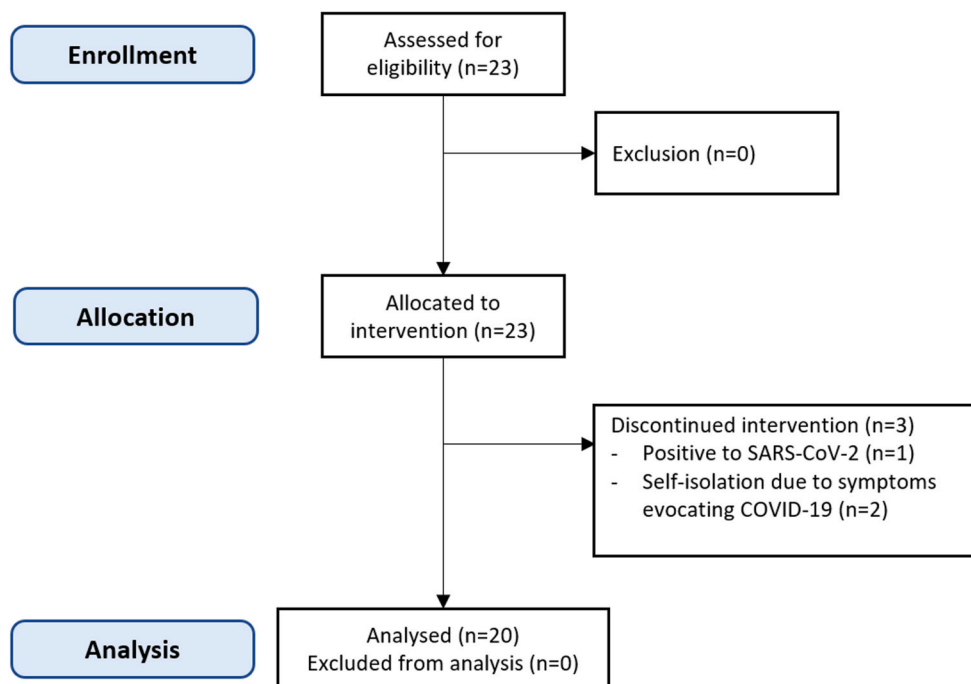 Enrollment
Assessed for
eligibility (n=23)
Exclusion (n=0)
Allocation
Allocated to
intervention (n=23)
Discontinued intervention (n=3)
- Positive to SARS-CoV-2 (n=1)
- Self-isolation due to symptoms
evocating COVID-19 (n=2)
Analysis
Analysed (n=20)
Excluded from analysis (n=0)